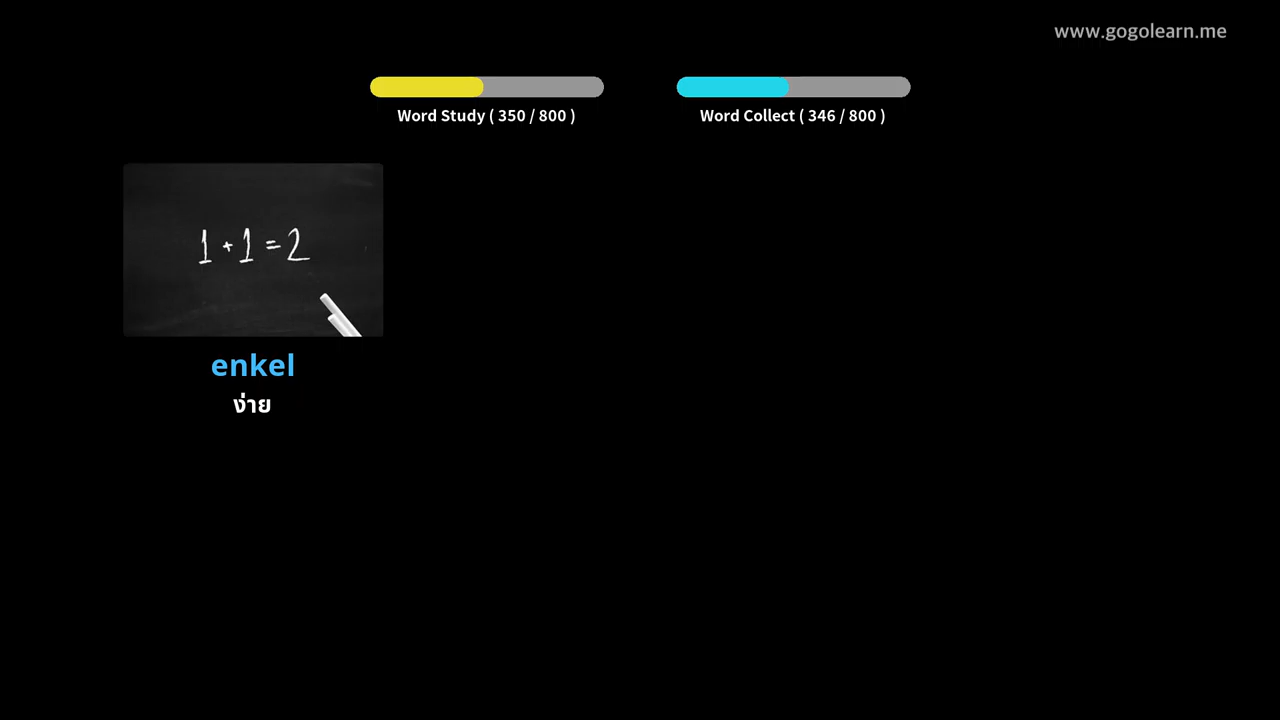 www.gogolearn.me
Word Study ( 350 / 800 )
Word Collect ( 346 / 800 )
1 + 1 = 2
enkel
ง่าย